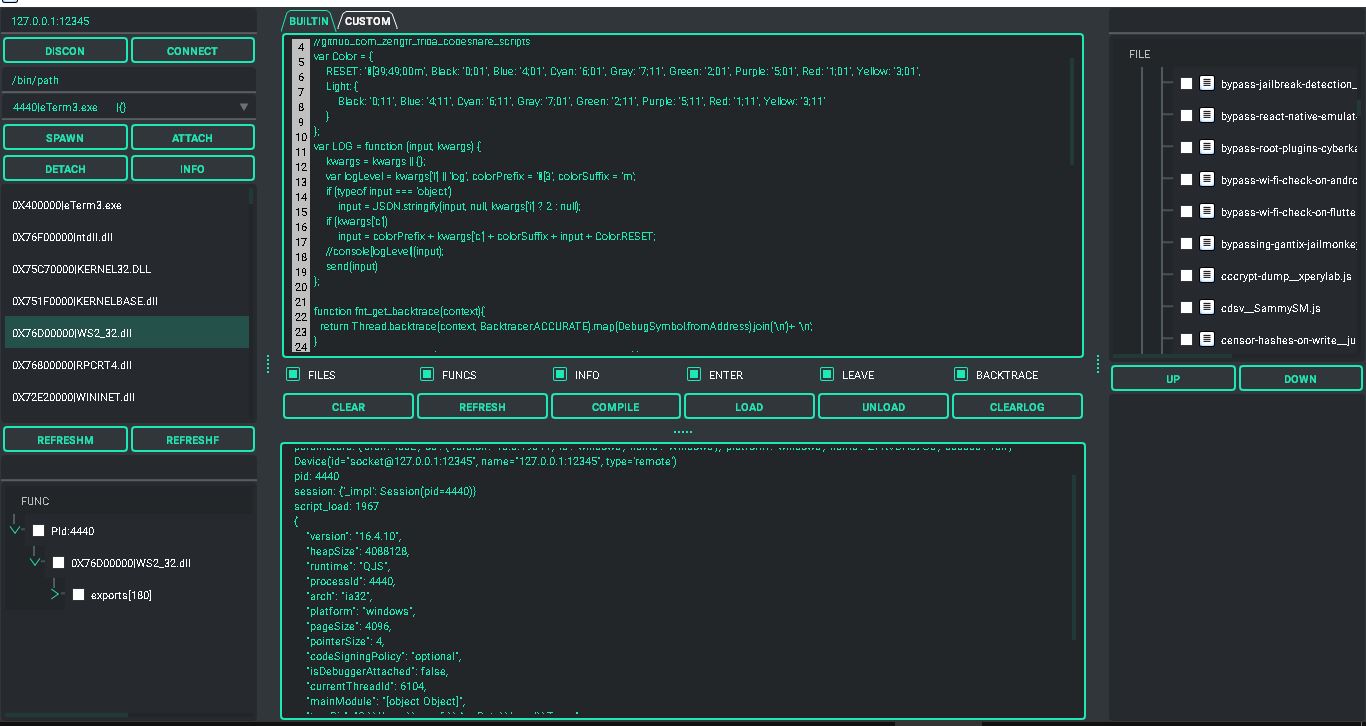 127.0.0.1:12345
DISCON
CONNECT
/bin/path
4440|eTerm3.exe |{}
SPAWN
ATTACH
DETACH
INFO
0X400000|eTerm3.exe
0X76F00000|ntdll.dll
0X75C70000|KERNEL32.DLL
0X751F0000|KERNELBASE.dll
0X76D00000|WS2_32.dll
0X76800000|RPCRT4.dll
0X72E20000|WININET.dll
REFRESHM
REFRESHF
FUNC
Pid:4440
0X76D00000|WS2_32.dll
exports[180]
BUILTIN
CUSTOM
4 //github_com_zengfr_frida_codeshare_scripts
5 var Color = {
6 Black: '0;01', Blue: '4;01', Cyan: '6;01', Gray: '7;11', Green: '2;01', Purple: '5;01', Red: '1;01', Yellow: '3;01',
7 Light: {
8 Black: '0;11', Blue: '4;11', Cyan: '6;11', Gray: '7;01', Green: '2;11', Purple: '5;11', Red: '1;11', Yellow: '3;11'
9 }
10 };
11 var LOG = function (input, kwargs) {
12 kwargs = kwargs || {};
13 var logLevel = kwargs['l'] || 'log', colorPrefix = colorSuffix = 'm';
14 if (typeof input === 'object')
15 input = JSON.stringify(input, null, kwargs['i'] ? 2 : null);
16 if (kwargs['c'])
17 input = colorPrefix + kwargs['c'] + colorSuffix + input + Color.RESET;
18 //console[logLevel](input);
19 send(input)
20 };
21
22 function fnt_get_backtrace(context){
23 return Thread.backtrace(context, Backtracer.ACCURATE).map(DebugSymbol.fromAddress).join('\n')+ '\n';
24 }
FILES
FUNCS
INFO
ENTER
LEAVE
BACKTRACE
CLEAR
REFRESH
COMPILE
LOAD
UNLOAD
CLEARLOG
Device(id="socket@127.0.0.1:12345", name="127.0.0.1:12345", type='remote')
pid: 4440
session: {'_impl': Session(pid=4440)}
script_load: 1967
{
"version": "16.4.10",
"heapSize": 4088128,
"runtime": "QJS",
"processId": 4440,
"arch": "ia32",
"platform": "windows",
"pageSize": 4096,
"pointerSize": 4,
"codeSigningPolicy": "optional",
"isDebuggerAttached": false,
"currentThreadId": 6104,
"mainModule": "[object Object]",
FILE
bypass-jailbreak-detection_
bypass-react-native-emulat
bypass-root-plugins-cyberka
bypass-wi-fi-check-on-andro
bypass-wi-fi-check-on-flutte
bypassing-gantix-jailmonkey
cccrypt-dump__xperylab.js
cdsv__SammySM.js
censor-hashes-on-write__ju
UP
DOWN